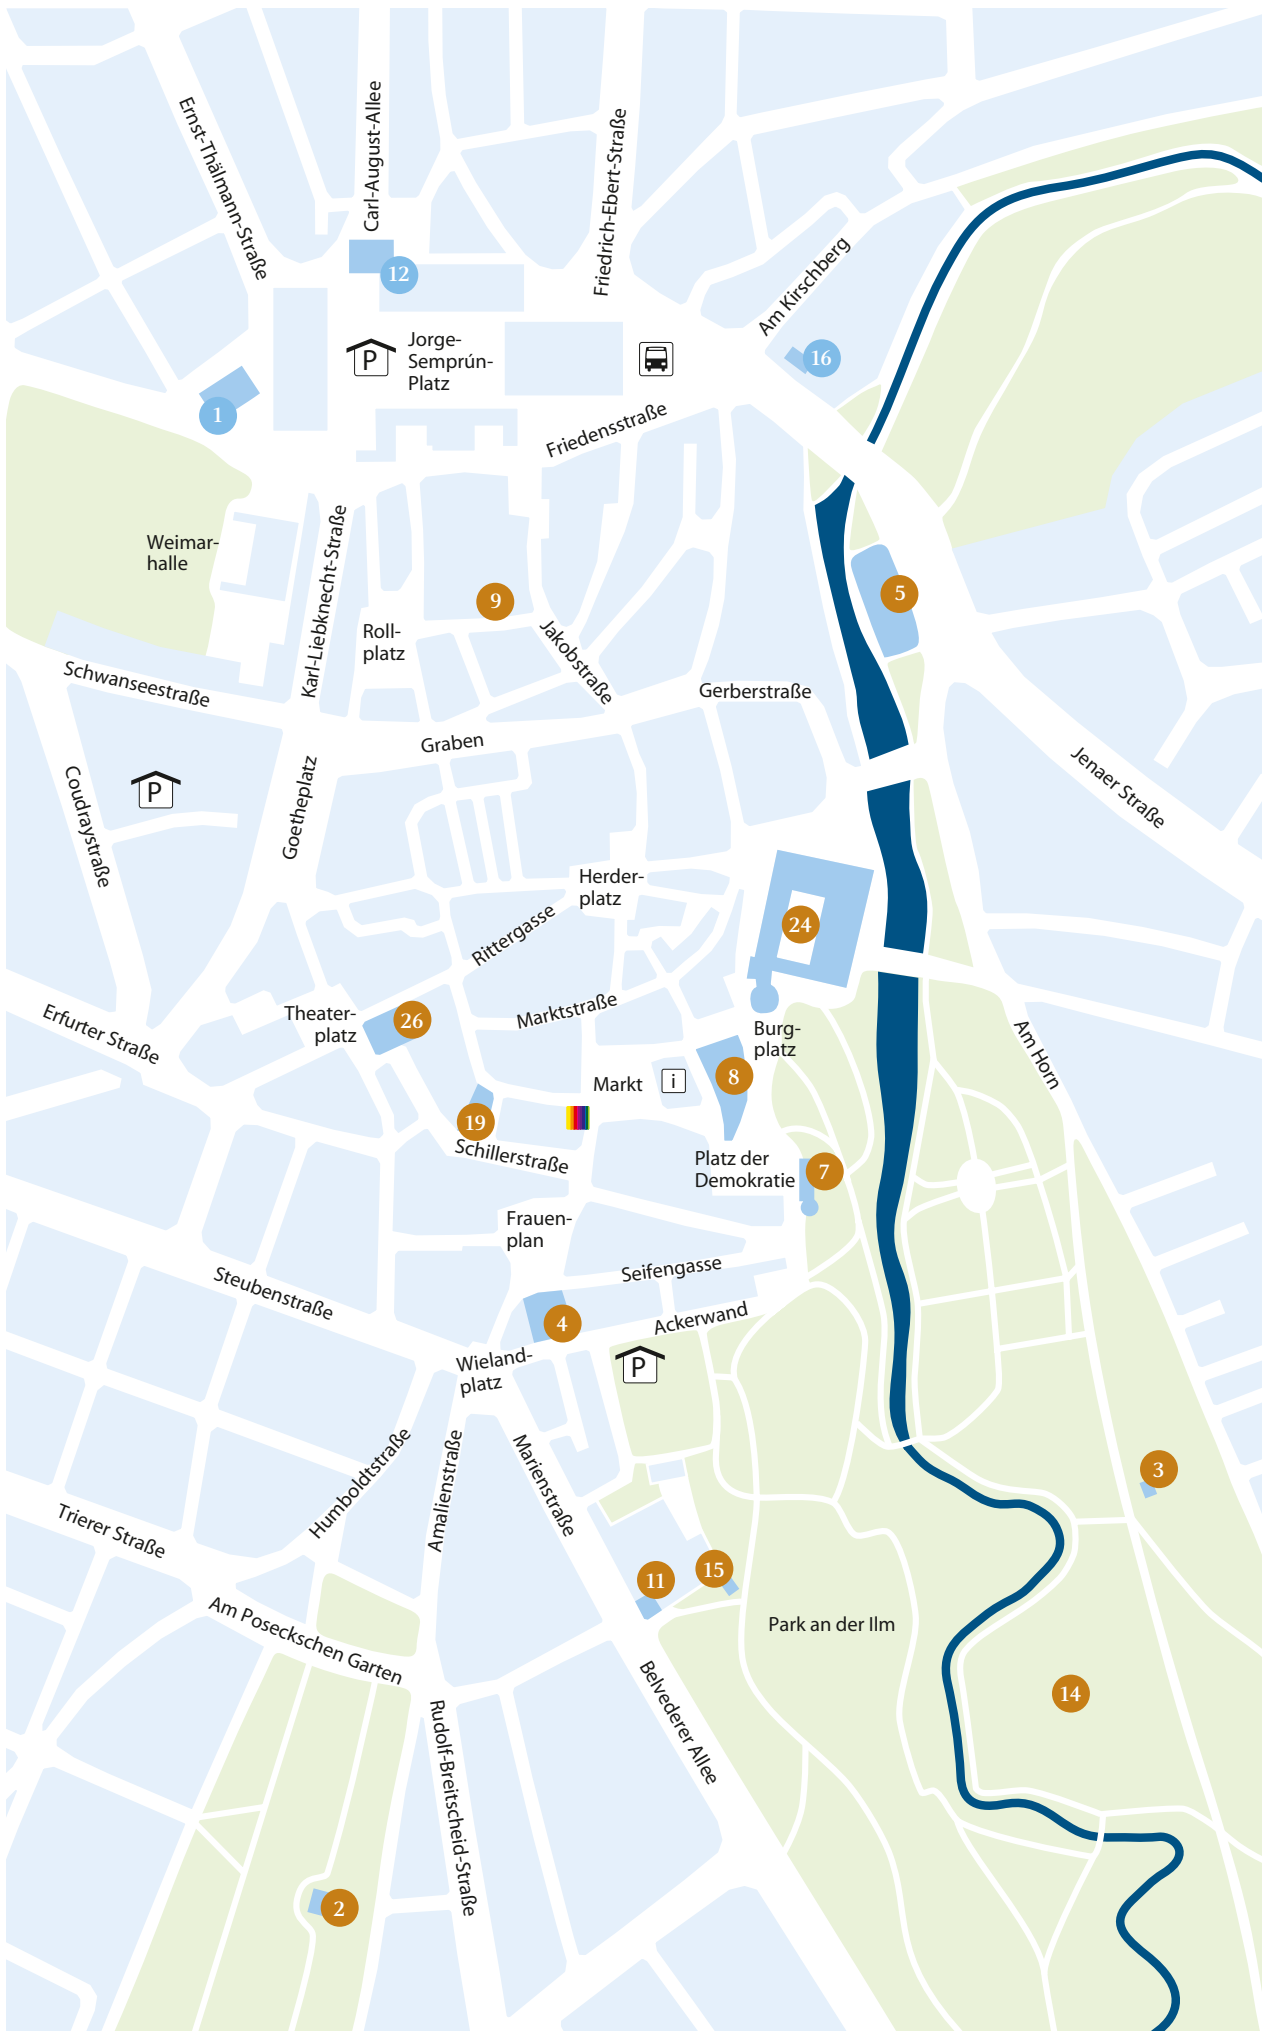 Ernst-Thälmann-Straße
Carl-August-Allee
Friedrich-Ebert-Straße
Am Kirschberg
12
P
Jorge-
Semprún-
Platz
16
1
Friedensstraße
Weimar-
halle
Karl-Liebknecht-Straße
9
5
Roll-
platz
Jakobstraße
Schwanseestraße
Gerberstraße
Graben
Jenaer Straße
Coudraystraße
P
Goetheplatz
Herder-
platz
Rittergasse
24
Erfurter Straße
Theater-
platz
26
Marktstraße
Burg-
platz
Am Horn
Markt
i
8
19
Schillerstraße
Platz der
Demokratie
7
Frauen-
plan
Seifengasse
Steubenstraße
4
Ackerwand
Wieland-
platz
P
Humboldtstraße
Amalienstraße
Marienstraße
3
Trierer Straße
11
15
Am Poseckschen Garten
Park an der Ilm
Belvederer Allee
14
Rudolf-Breitscheid-Straße
2